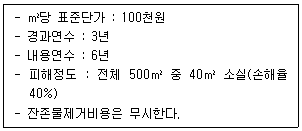 - ㎡당 표준단가 : 100천원
- 경과연수 : 3년
- 내용연수 : 6년
- 피해정도 : 전체 500㎡ 중 40㎡ 소실(손해율
40%)
- 잔존물제거비용은 무시한다.